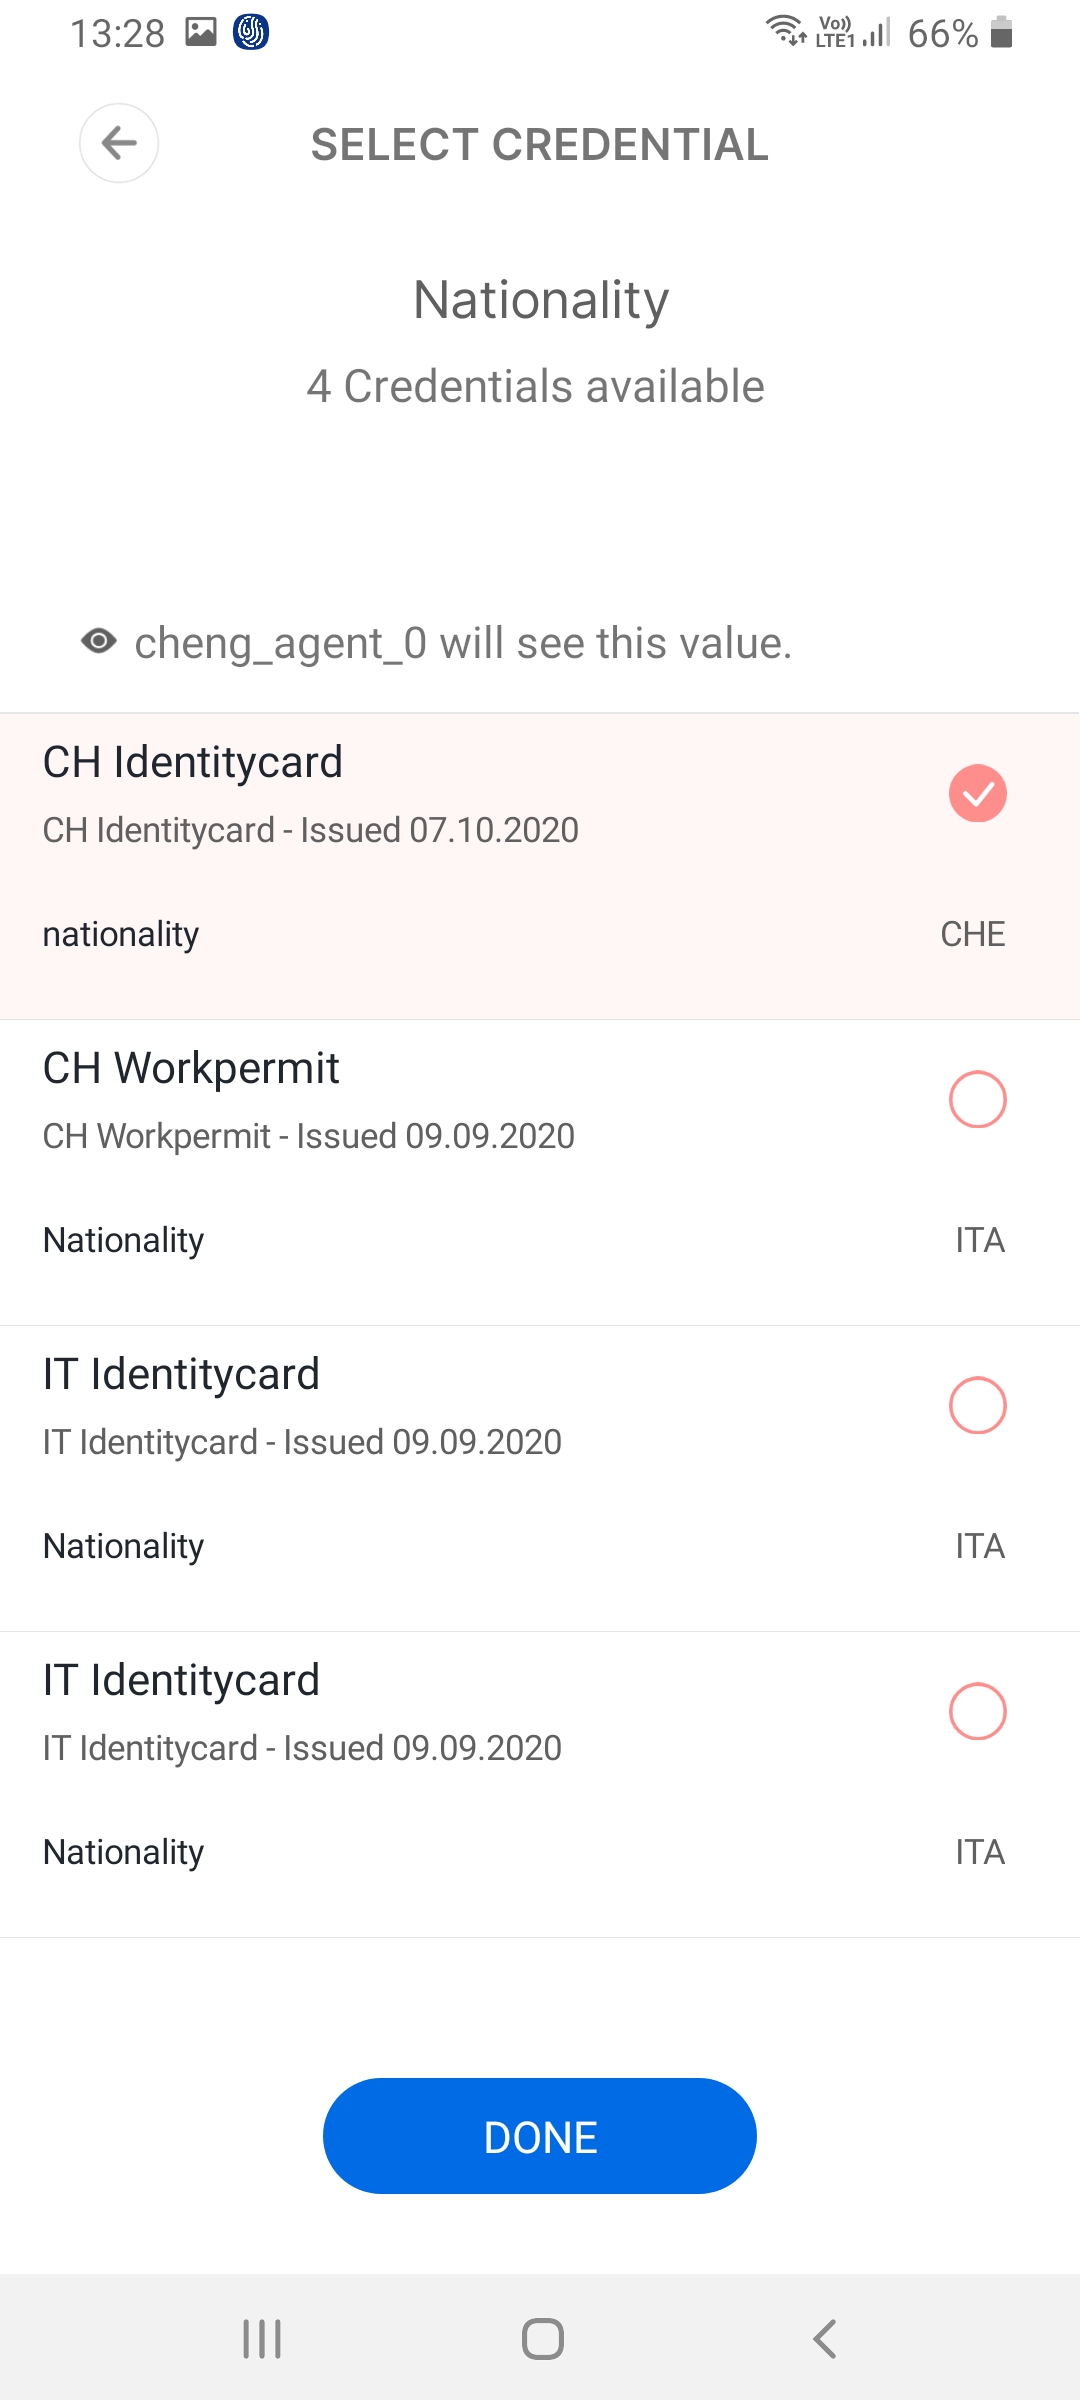 13:28 Vo)) LTE1 66%
SELECT CREDENTIAL
Nationality
4 Credentials available
cheng_agent_0 will see this value.
CH Identitycard
CH Identitycard - Issued 07.10.2020
nationality CHE
CH Workpermit
CH Workpermit - Issued 09.09.2020
Nationality ITA
IT Identitycard
IT Identitycard - Issued 09.09.2020
Nationality ITA
IT Identitycard
IT Identitycard - Issued 09.09.2020
Nationality ITA
DONE